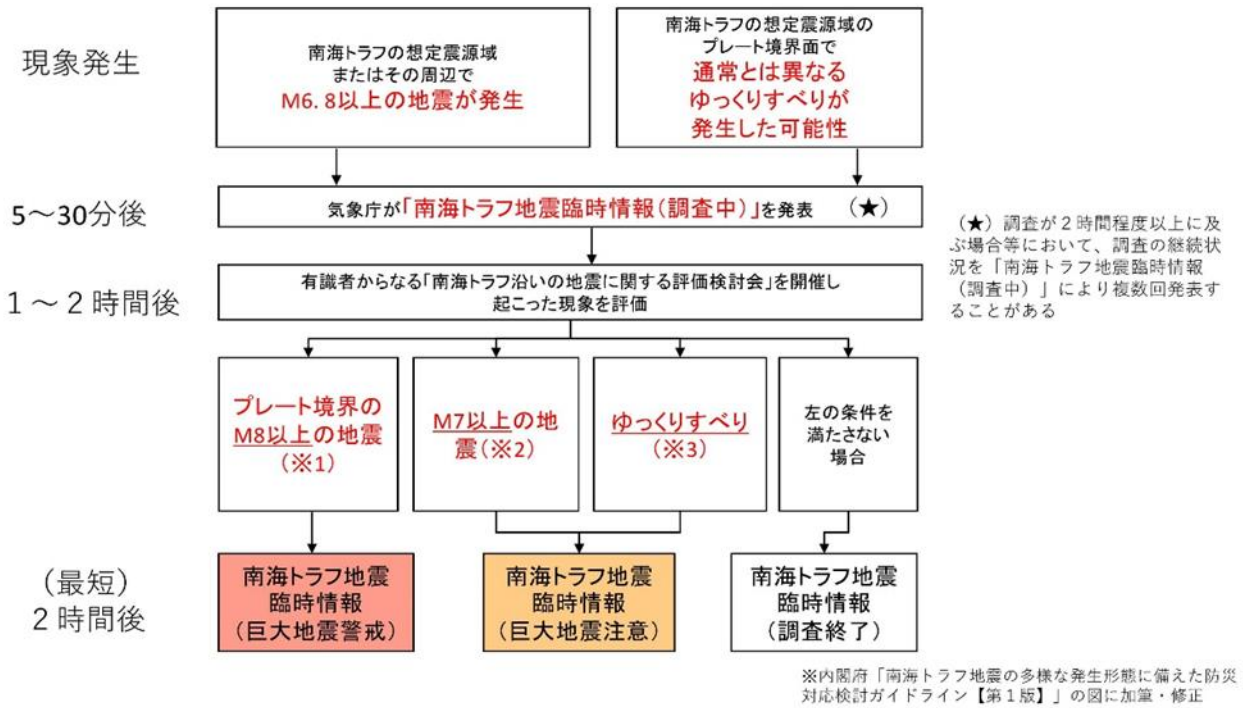 現象発生
南海トラフの想定震源域
またはその周辺で
M6.8以上の地震が発生
南海トラフの想定震源域の
プレート境界面で
通常とは異なる
ゆっくりすべりが
発生した可能性
5～30分後
気象庁が「南海トラフ地震臨時情報(調査中)」を発表　(★)
（★）調査が２時間程度以上に及
ぶ場合等において、調査の継続状
況を「南海トラフ地震臨時情報
（調査中）」により複数回発表す
ることがある
１～２時間後
有識者からなる「南海トラフ沿いの地震に関する評価検討会」を開催し
起こった現象を評価
プレート境界の
M8以上の地震
(※1)
M7以上の地
震(※2)
ゆっくりすべり
(※3)
左の条件を
満たさない
場合
（最短）
２時間後
南海トラフ地震
臨時情報
(巨大地震警戒)
南海トラフ地震
臨時情報
(巨大地震注意)
南海トラフ地震
臨時情報
(調査終了)
※内閣府「南海トラフ地震の多様な発生形態に備えた防災
対応検討ガイドライン【第１版】」の図に加筆・修正